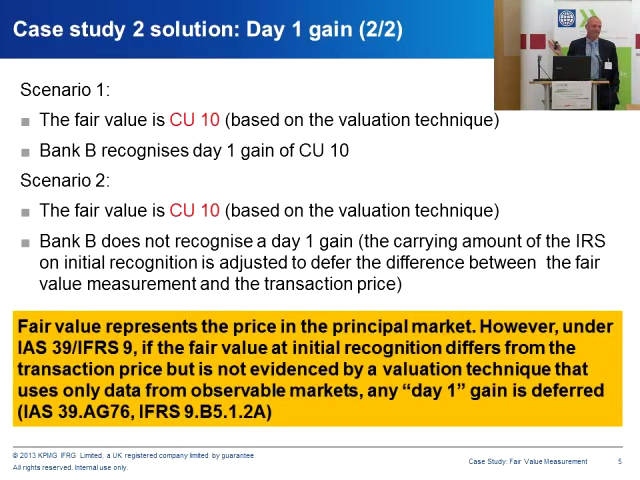 Case study 2 solution: Day 1 gain (2/2)
Scenario 1:
The fair value is CU 10 (based on the valuation technique)
Bank B recognises day 1 gain of CU 10
Scenario 2:
The fair value is CU 10 (based on the valuation technique)
Bank B does not recognise a day 1 gain (the carrying amount of the IRS
on initial recognition is adjusted to defer the difference between the fair
value measurement and the transaction price)
Fair value represents the price in the principal market. However, under
IAS 39/IFRS 9, if the fair value at initial recognition differs from the
transaction price but is not evidenced by a valuation technique that
uses only data from observable markets, any “day 1” gain is deferred
(IAS 39.AG76, IFRS 9.B5.1.2A)
© 2013 KPMG IFRG Limited, a UK registered company limited by guarantee.
All rights reserved. Internal use only.
Case Study: Fair Value Measurement
5